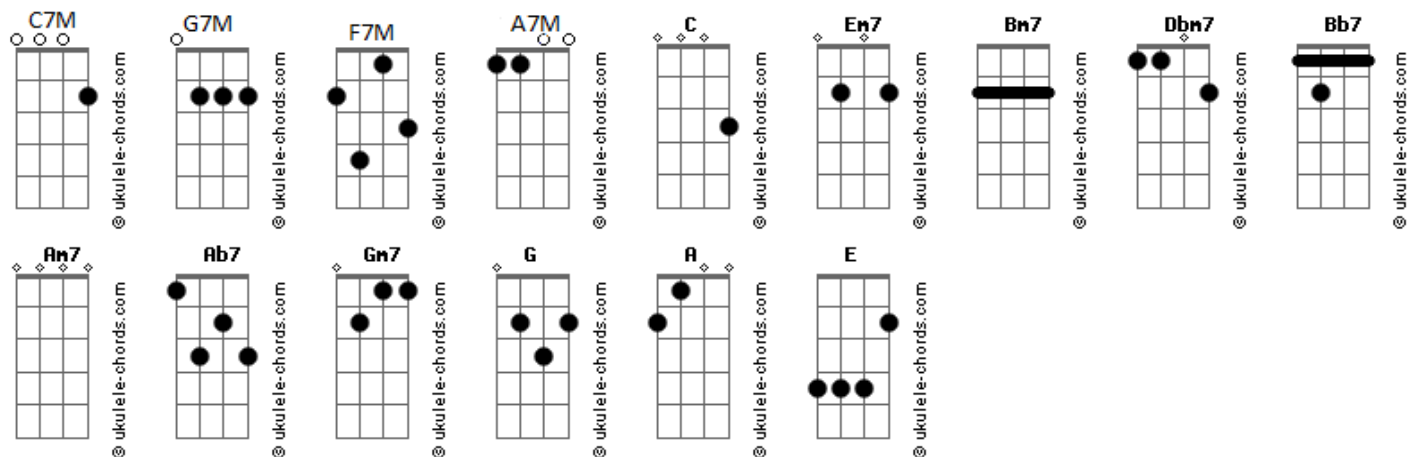 C7M G7M F7M A7M C Em7 Bm7 Dbm7 Bb7
© ukulele-chords.com © ukulele-chords.com © ukulele-chords.com © ukulele-chords.com © ukulele-chords.com © ukulele-chords.com © ukulele-chords.com © ukulele-chords.com © ukulele-chords.com
Am7 Ab7 Gm7 G A E
© ukulele-chords.com © ukulele-chords.com © ukulele-chords.com © ukulele-chords.com © ukulele-chords.com © ukulele-chords.com